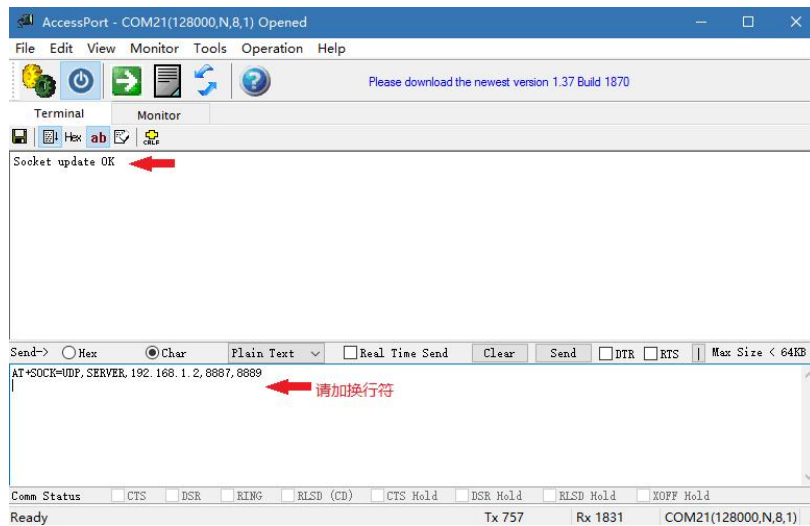 AccessPort - COM21(128000,N,8,1) Opened
File Edit View Monitor Tools Operation Help
Please download the newest version 1.37 Build 1870
Terminal Monitor
Hex ab CRLF
Socket update OK
Send-> Hex Char Plain Text Real Time Send Clear Send DTR RTS | Max Size < 64KB
AT+SOCK=UDP,SERVER,192.168.1.2,8887,8889
请加换行符
Comm Status CTS DSR RING RLSD (CD) CTS Hold DSR Hold RLSD Hold XOFF Hold
Ready Tx 757 Rx 1831 COM21(128000,N,8,1)